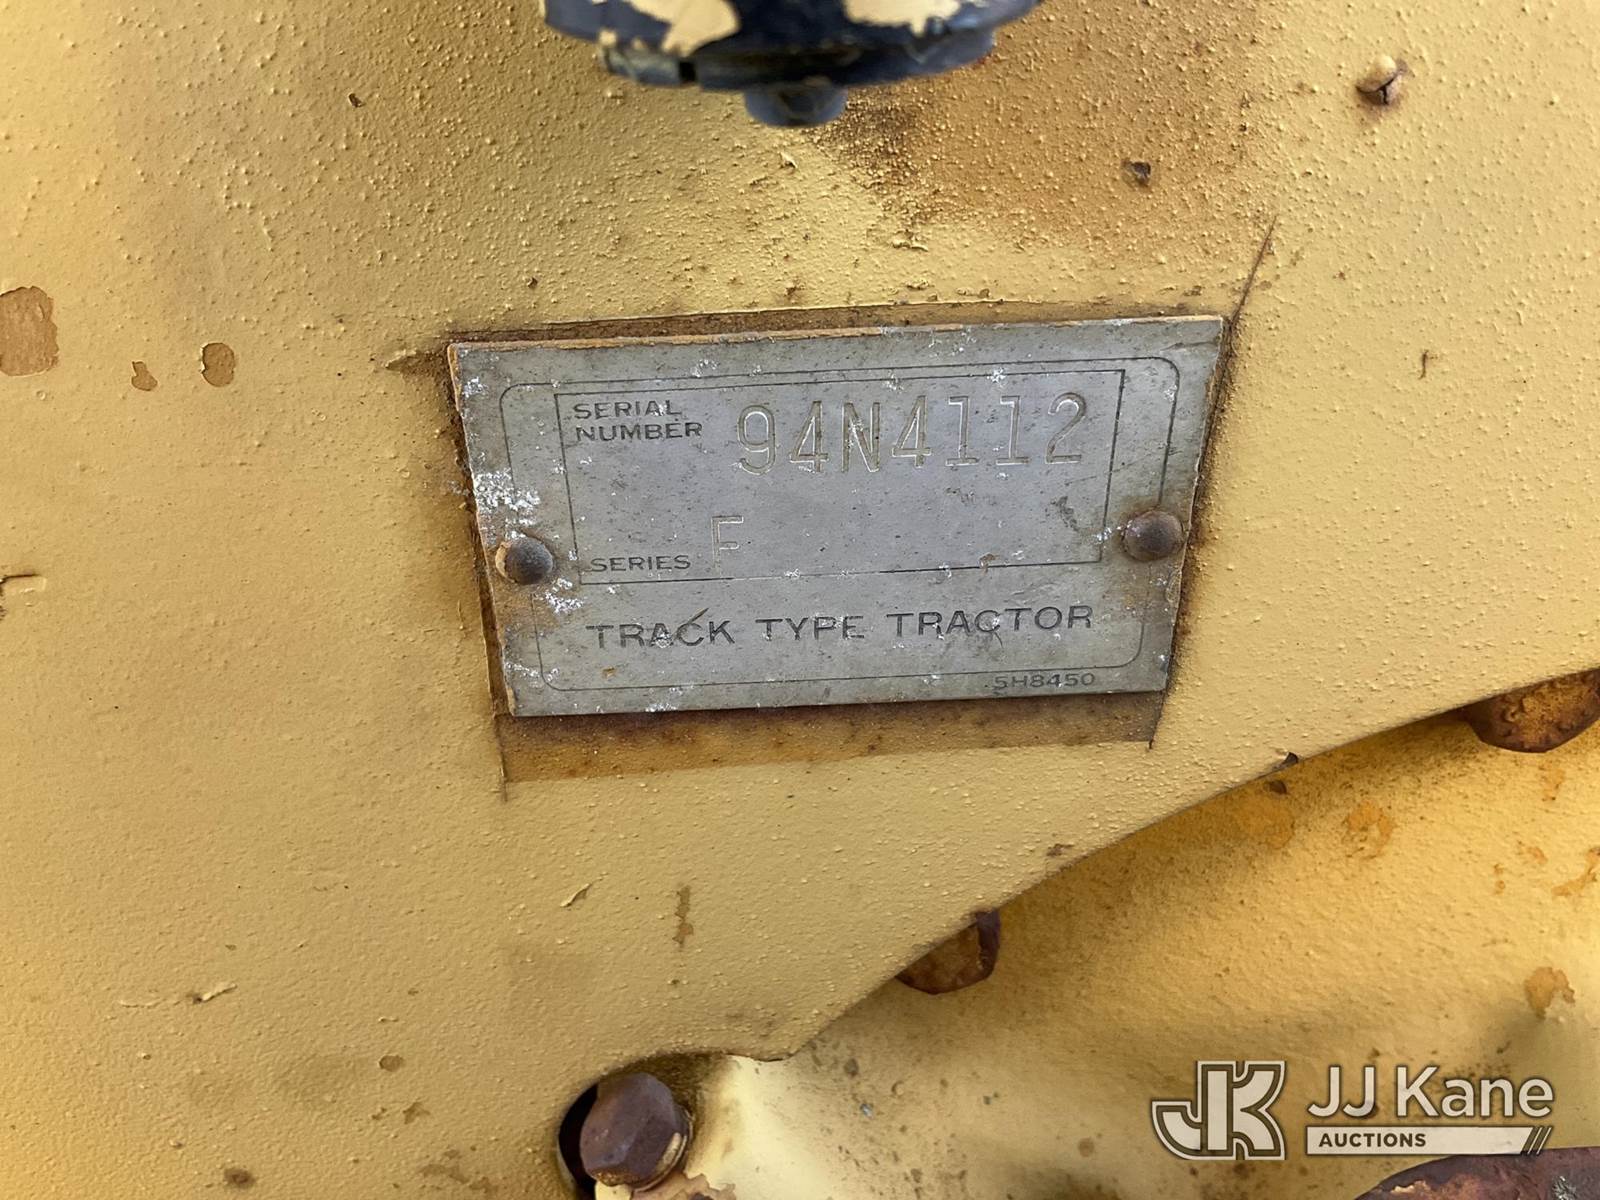 SERIAL
NUMBER 94N4112
SERIES F
TRACK TYPE TRACTOR
5H8450
JJ Kane
AUCTIONS